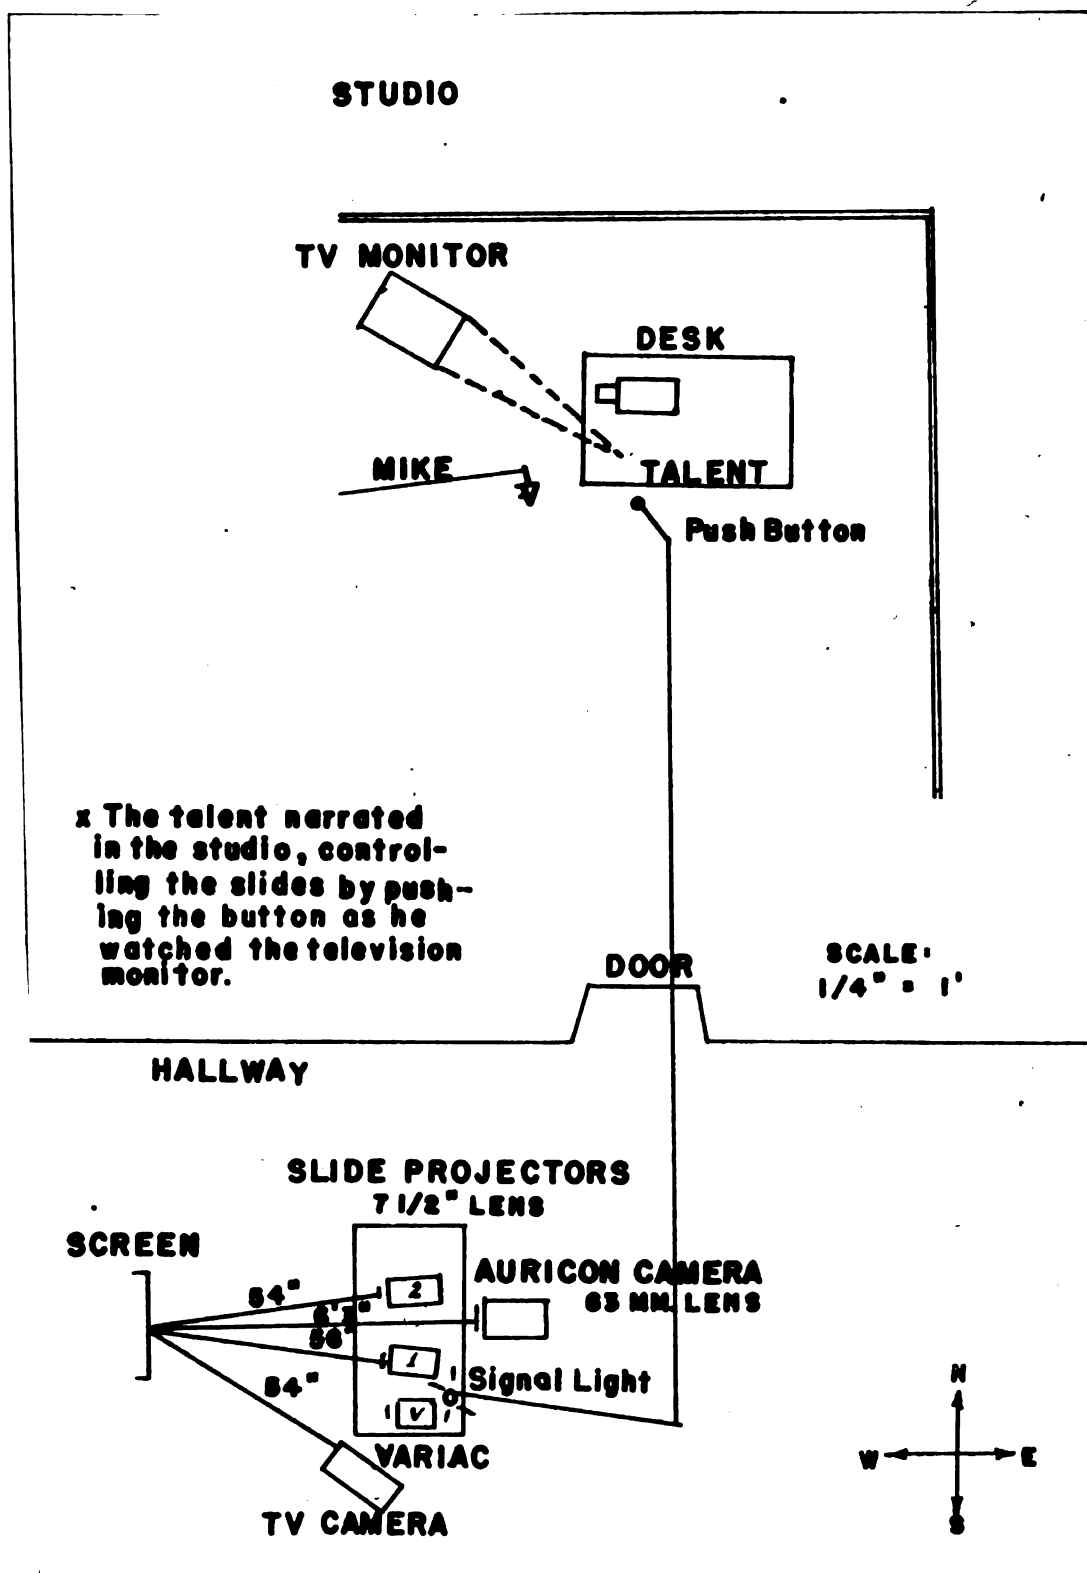 STUDIO
TV MONITOR
DESK
MIKE
TALENT
Push Button
x The talent narrated
in the studio, control-
ling the slides by push-
ing the button as he
watched the television
monitor.
DOOR
SCALE:
1/4" = 1'
HALLWAY
SLIDE PROJECTORS
7 1/2" LENS
SCREEN
AURICON CAMERA
63 MM. LENS
54"
2
56"
1
54"
Signal Light
V
VARIAC
TV CAMERA
N
W
E
S